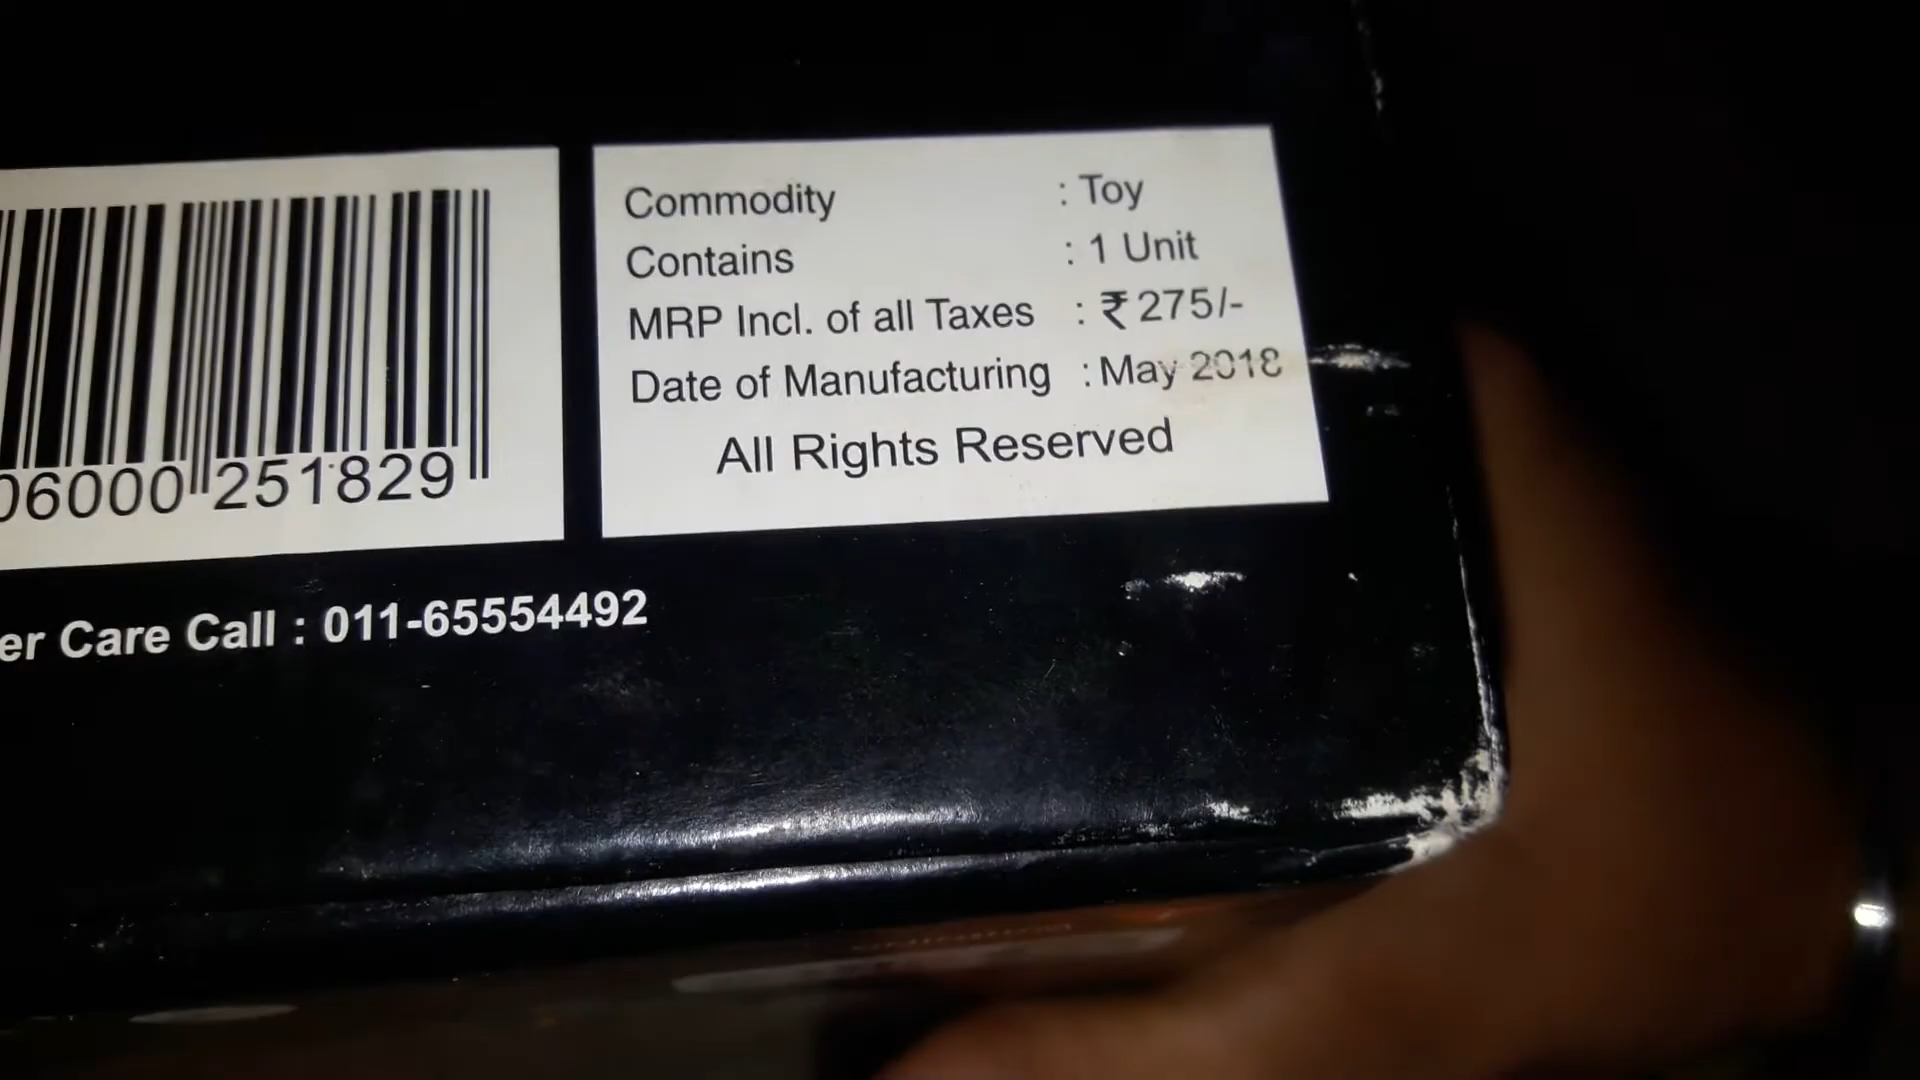 Commodity : Toy
Contains : 1 Unit
MRP Incl. of all Taxes : ₹ 275/-
Date of Manufacturing : May 2018
All Rights Reserved
06000 251829
er Care Call : 011-65554492